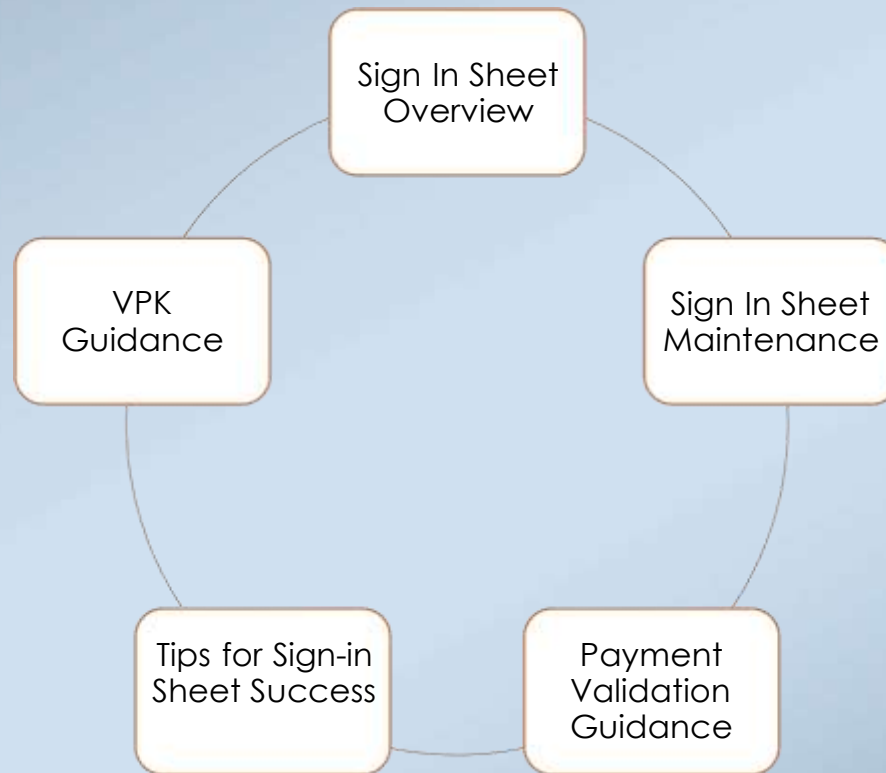 Sign In Sheet
Overview
Sign In Sheet
Maintenance
Payment
Validation
Guidance
Tips for Sign-in
Sheet Success
VPK
Guidance